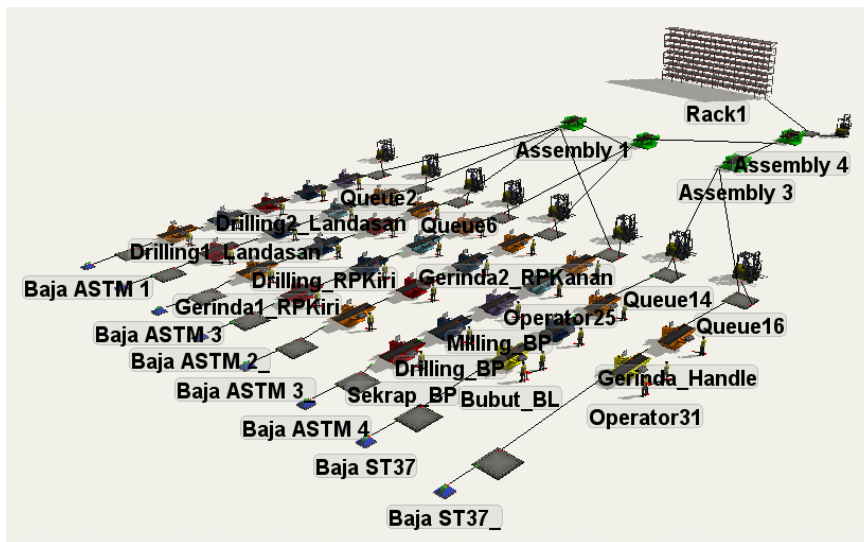 Rack1
Assembly 1
Assembly 4
Assembly 3
Queue2
Drilling2_Landasan
Queue6
Drilling1_Landasan
Drilling_RPKiri
Gerinda2_RPKanan
Baja ASTM 1
Gerinda1_RPKiri
Queue14
Operator25
Queue16
Baja ASTM 3
Milling_BP
Baja ASTM 2_
Drilling_BP
Gerinda_Handle
Baja ASTM 3_
Sekrap_BP
Bubut_BL
Operator31
Baja ASTM 4
Baja ST37
Baja ST37_